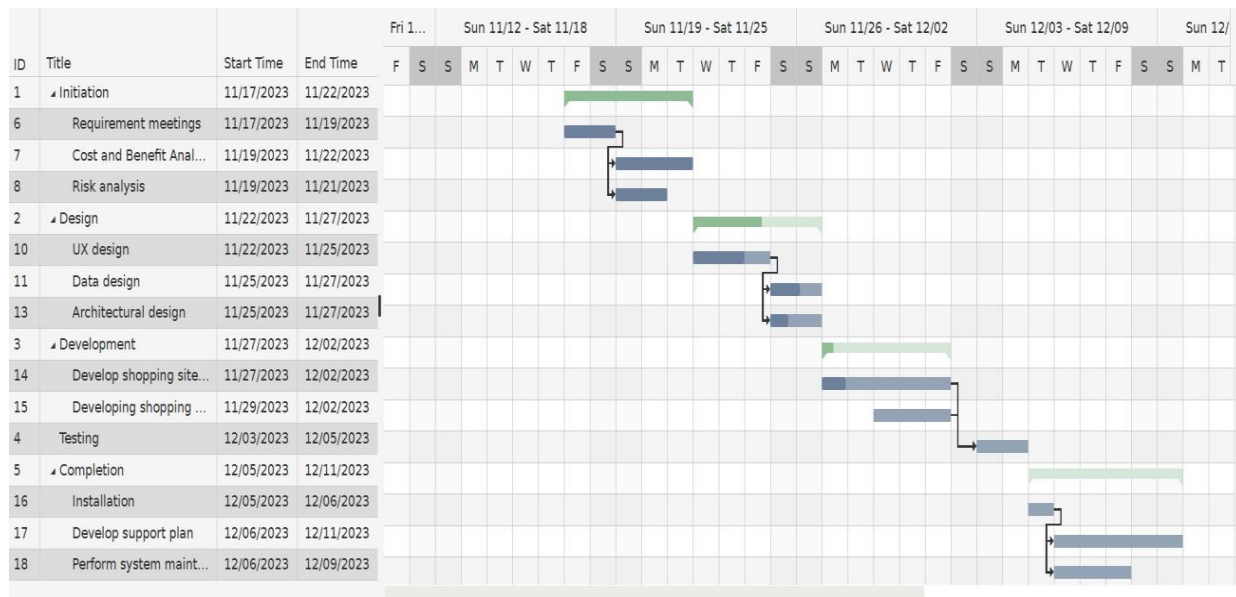 Fri 1... Sun 11/12 - Sat 11/18 Sun 11/19 - Sat 11/25 Sun 11/26 - Sat 12/02 Sun 12/03 - Sat 12/09 Sun 12/
ID Title Start Time End Time F S S M T W T F S S M T W T F S S M T W T F S S M T W T F S S M T
1 Initiation 11/17/2023 11/22/2023
6 Requirement meetings 11/17/2023 11/19/2023
7 Cost and Benefit Anal... 11/19/2023 11/22/2023
8 Risk analysis 11/19/2023 11/21/2023
2 Design 11/22/2023 11/27/2023
10 UX design 11/22/2023 11/25/2023
11 Data design 11/25/2023 11/27/2023
13 Architectural design 11/25/2023 11/27/2023
3 Development 11/27/2023 12/02/2023
14 Develop shopping site... 11/27/2023 12/02/2023
15 Developing shopping ... 11/29/2023 12/02/2023
4 Testing 12/03/2023 12/05/2023
5 Completion 12/05/2023 12/11/2023
16 Installation 12/05/2023 12/06/2023
17 Develop support plan 12/06/2023 12/11/2023
18 Perform system maint... 12/06/2023 12/09/2023